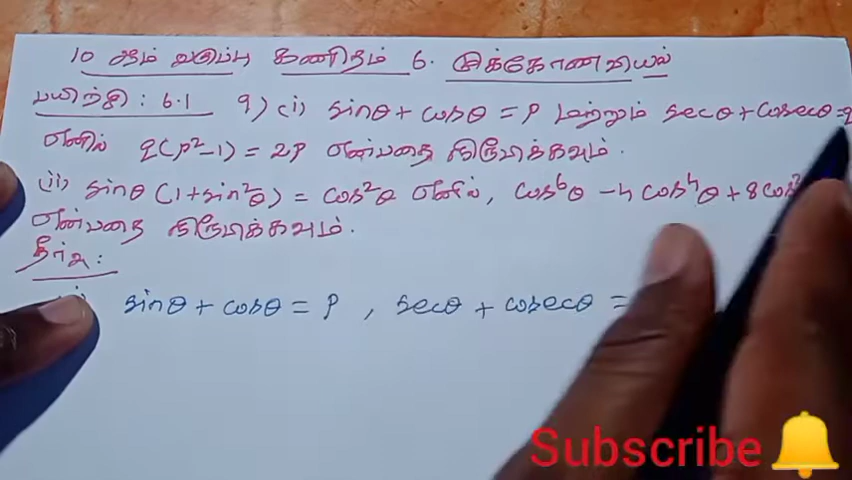 10 ஆம் வகுப்பு கணிதம் 6. முக்கோணவியல்
பயிற்சி : 6.1 9) (i) sinθ + cosθ = p மற்றும் secθ + cosecθ = q
எனில் q(p²-1) = 2p என்பதை நிரூபிக்கவும்.
(ii) sinθ (1+sin²θ) = cos²θ எனில், cos⁶θ - 4 cos⁴θ + 8cos²
என்பதை நிரூபிக்கவும்.
தீர்வு :
sinθ + cosθ = p , secθ + cosecθ =
Subscribe